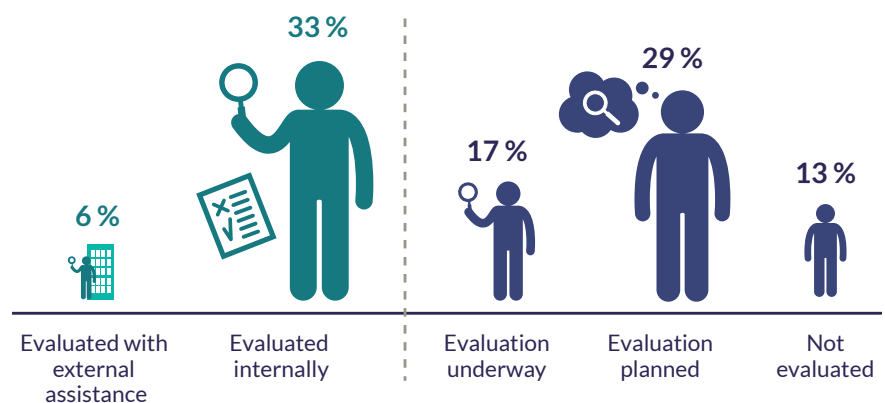 33 %
29 %
17 %
13 %
6 %
Evaluated with
external
assistance
Evaluated
internally
Evaluation
underway
Evaluation
planned
Not
evaluated